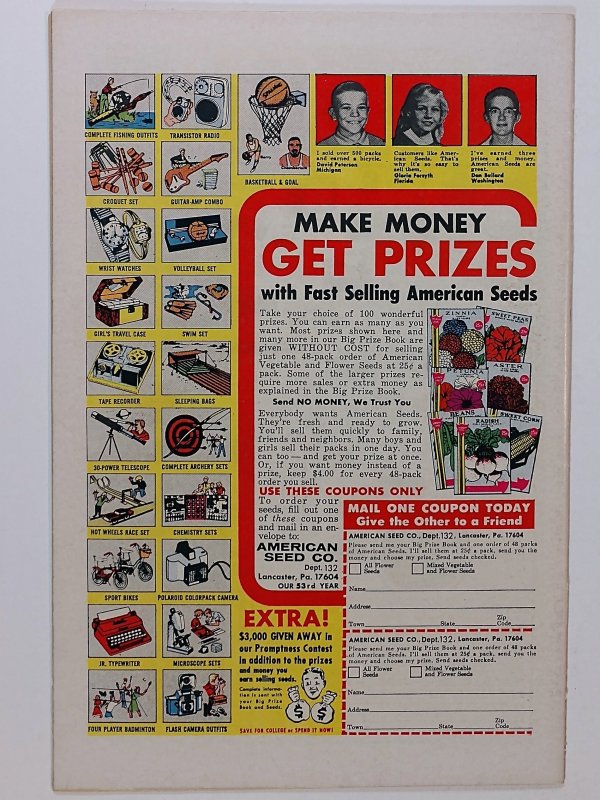 COMPLETE FISHING OUTFITS
TRANSISTOR RADIO
CROQUET SET
GUITAR-AMP COMBO
WRIST WATCHES
VOLLEYBALL SET
GIRL'S TRAVEL CASE
SWIM SET
TAPE RECORDER
SLEEPING BAGS
30-POWER TELESCOPE
COMPLETE ARCHERY SETS
HOT WHEELS RACE SET
CHEMISTRY SETS
SPORT BIKES
POLAROID COLORPACK CAMERA
JR. TYPEWRITER
MICROSCOPE SETS
FOUR PLAYER BADMINTON
FLASH CAMERA OUTFITS
BASKETBALL & GOAL
I sold over 500 packs
and earned a bicycle.
David Peterson
Michigan
Customers like Amer-
ican Seeds. That's
why it's so easy to
sell them.
Gloria Forsyth
Florida
I've earned three
prizes and money.
American Seeds are
great.
Dan Bollard
Washington
MAKE MONEY
GET PRIZES
with Fast Selling American Seeds
Take your choice of 100 wonderful
prizes. You can earn as many as you
want. Most prizes shown here and
many more in our Big Prize Book are
given WITHOUT COST for selling
just one 48-pack order of American
Vegetable and Flower Seeds at 25¢ a
pack. Some of the larger prizes re-
quire more sales or extra money as
explained in the Big Prize Book.
Send NO MONEY, We Trust You
Everybody wants American Seeds.
They're fresh and ready to grow.
You'll sell them quickly to family,
friends and neighbors. Many boys and
girls sell their packs in one day. You
can too — and get your prize at once.
Or, if you want money instead of a
prize, keep $4.00 for every 48-pack
order you sell.
USE THESE COUPONS ONLY
To order your
seeds, fill out one
of these coupons
and mail in an en-
velope to:
AMERICAN
SEED CO.
Dept. 132
Lancaster, Pa. 17604
OUR 53rd YEAR
ZINNIA
SWEET PEAS
PETUNIA
ASTER
BEANS
RADISH
SWEET CORN
MAIL ONE COUPON TODAY
Give the Other to a Friend
AMERICAN SEED CO., Dept. 132, Lancaster, Pa. 17604
Please send me your Big Prize Book and one order of 48 packs
of American Seeds. I'll sell them at 25¢ a pack, send you the
money and choose my prize. Send seeds checked.
All Flower
Seeds
Mixed Vegetable
and Flower Seeds
Name
Address
Town State Zip Code
AMERICAN SEED CO., Dept. 132, Lancaster, Pa. 17604
Please send me your Big Prize Book and one order of 48 packs
of American Seeds. I'll sell them at 25¢ a pack, send you the
money and choose my prize. Send seeds checked.
All Flower
Seeds
Mixed Vegetable
and Flower Seeds
Name
Address
Town State Zip Code
EXTRA!
$3,000 GIVEN AWAY in
our Promptness Contest
in addition to the prizes
and money you
earn selling seeds.
Complete informa-
tion is sent with
your Big Prize
Book and Seeds.
$ $
SAVE FOR COLLEGE or SPEND IT NOW!